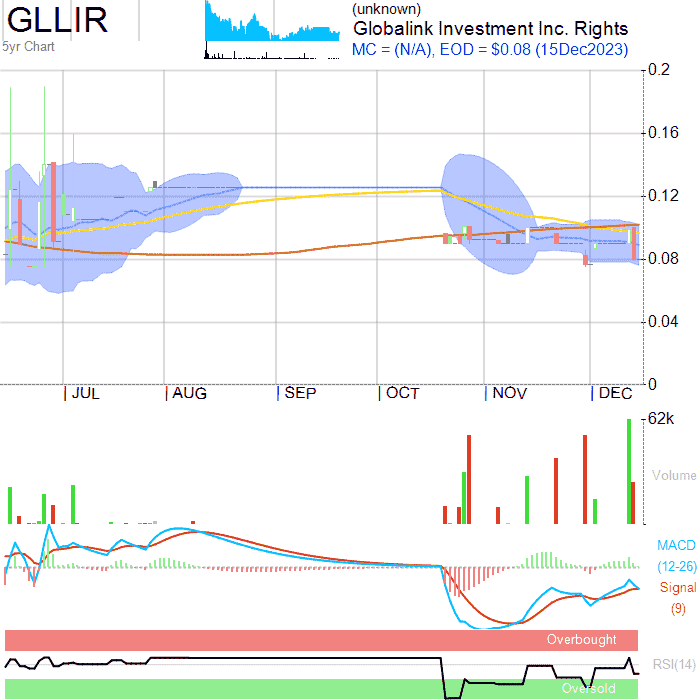 GLLIR
5yr Chart
(unknown)
Globalink Investment Inc. Rights
MC = (N/A), EOD = $0.08 (15Dec2023)
0.2
0.16
0.12
0.08
0.04
0
JUL AUG SEP OCT NOV DEC
62k
Volume
MACD
(12-26)
Signal
(9)
Overbought
RSI(14)
Oversold